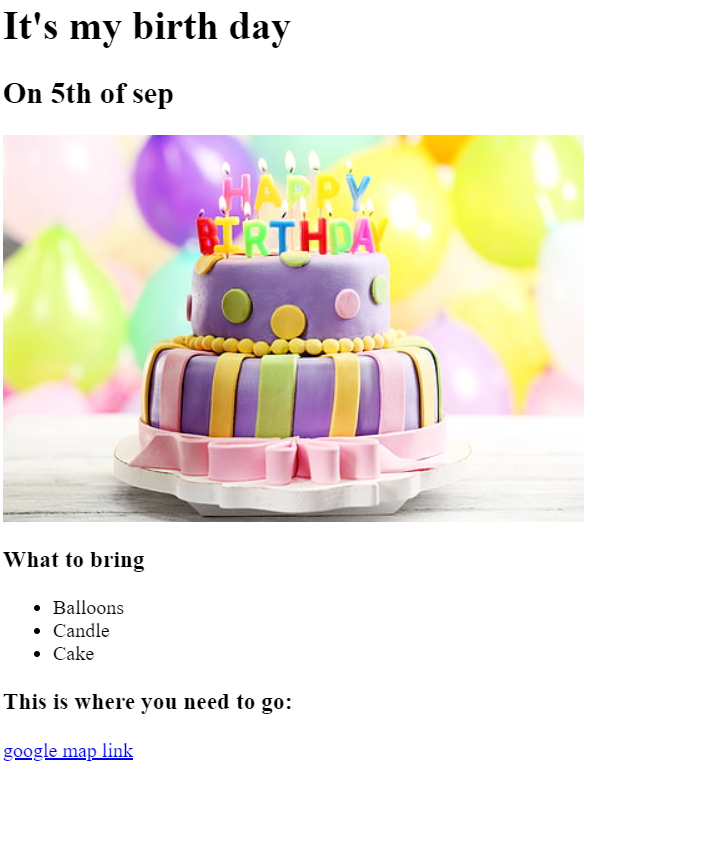 It's my birth day
On 5th of sep
HAPPY
BIRTHDAY
What to bring
Balloons
Candle
Cake
This is where you need to go:
google map link